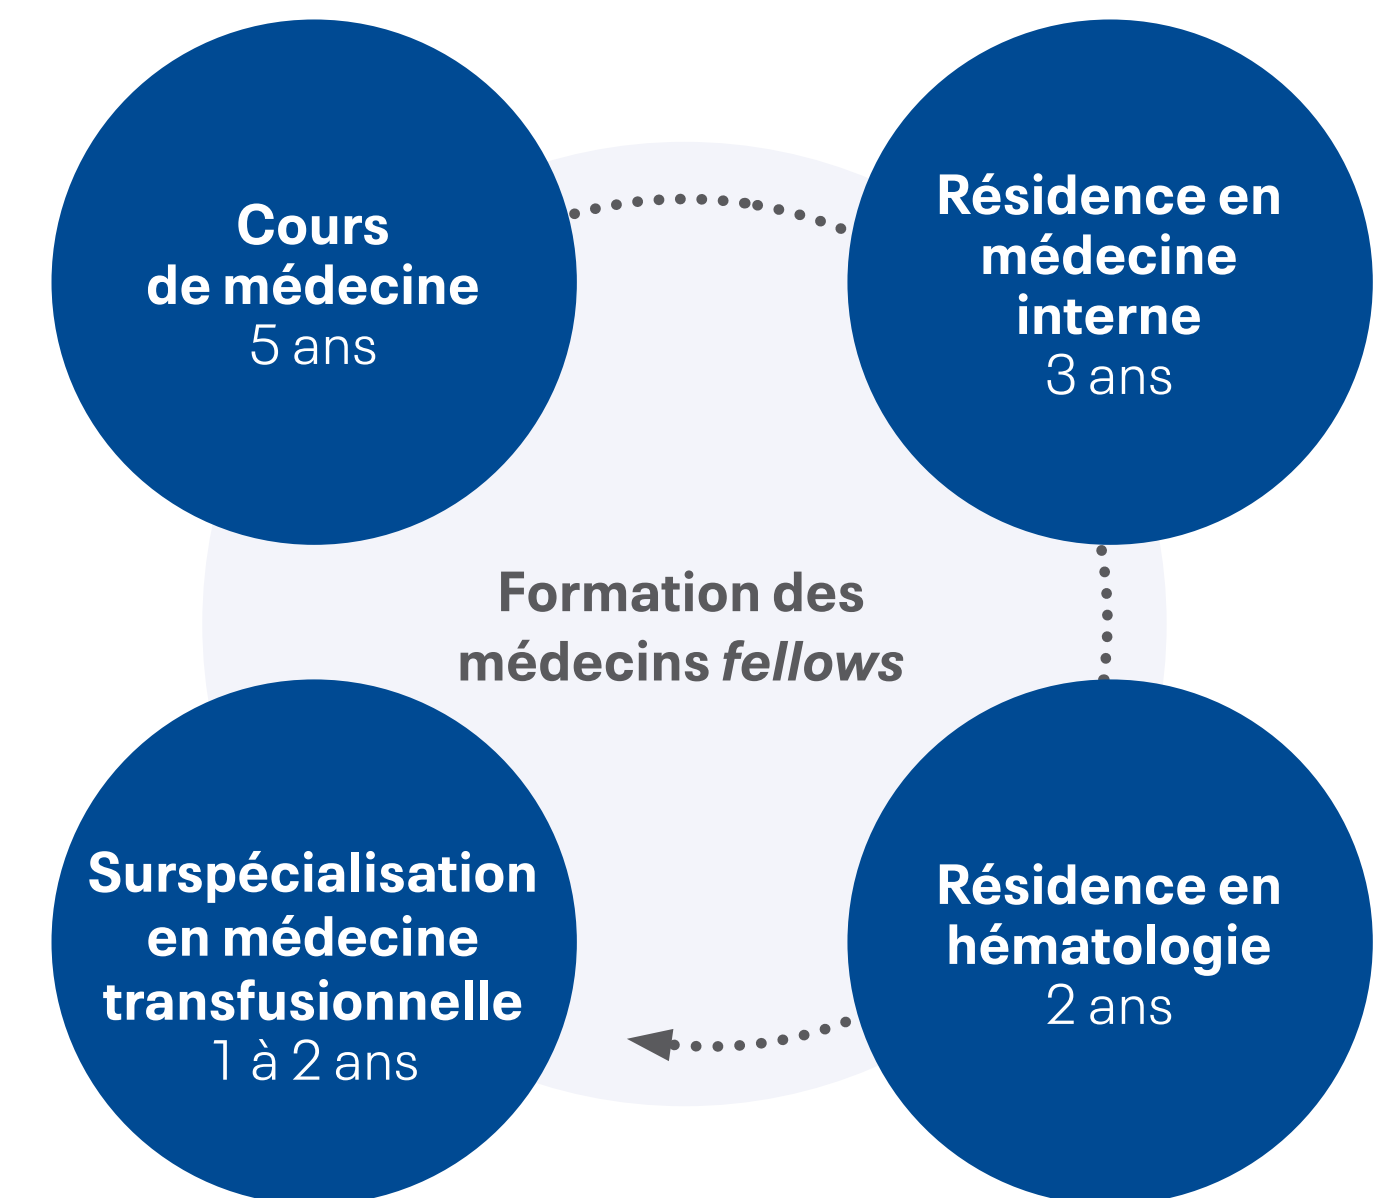 Cours
de médecine
5 ans
Résidence en
médecine
interne
3 ans
Formation des
médecins fellows
Surspécialisation
en médecine
transfusionnelle
1 à 2 ans
Résidence en
hématologie
2 ans